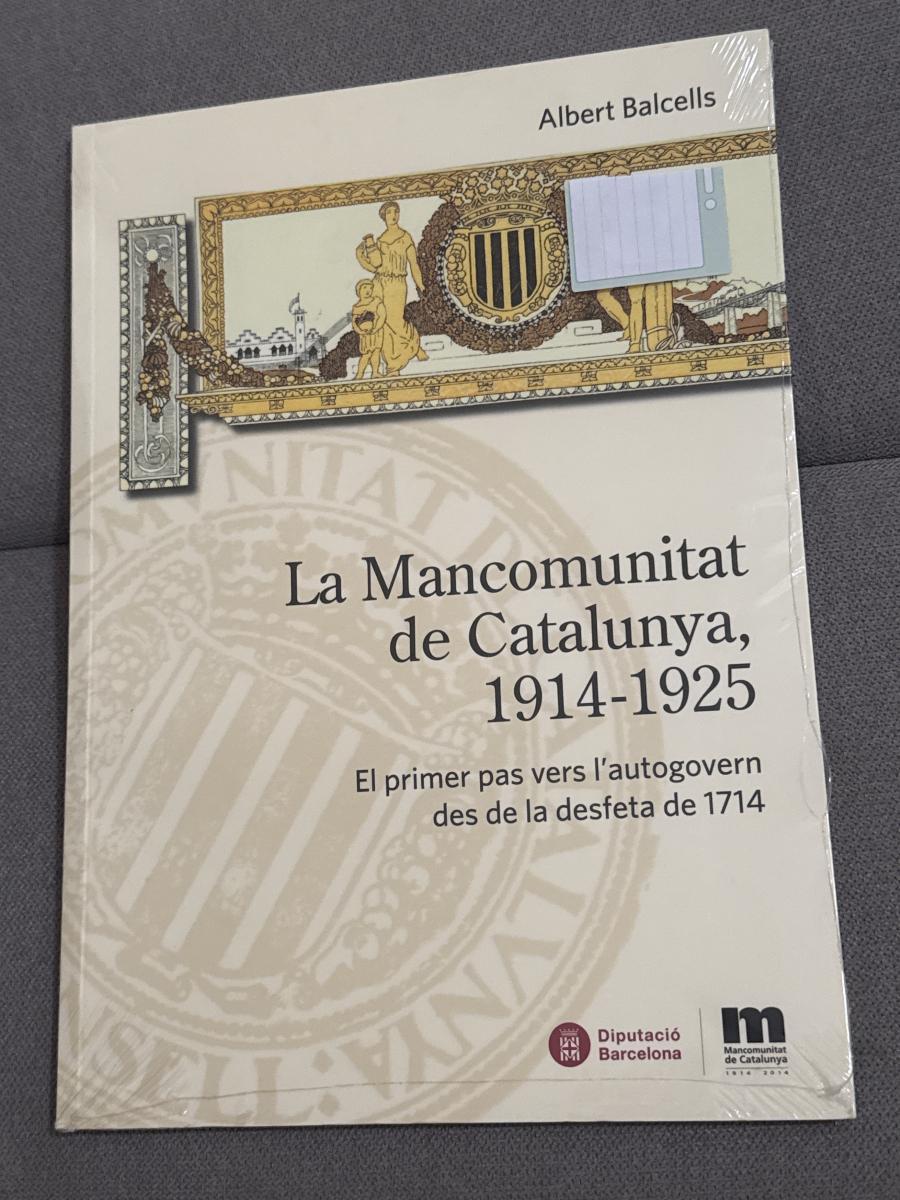 Albert Balcells
La Mancomunitat
de Catalunya,
1914-1925
El primer pas vers l'autogovern
des de la desfeta de 1714
Diputació
Barcelona
m
Mancomunitat
de Catalunya
1914 2014